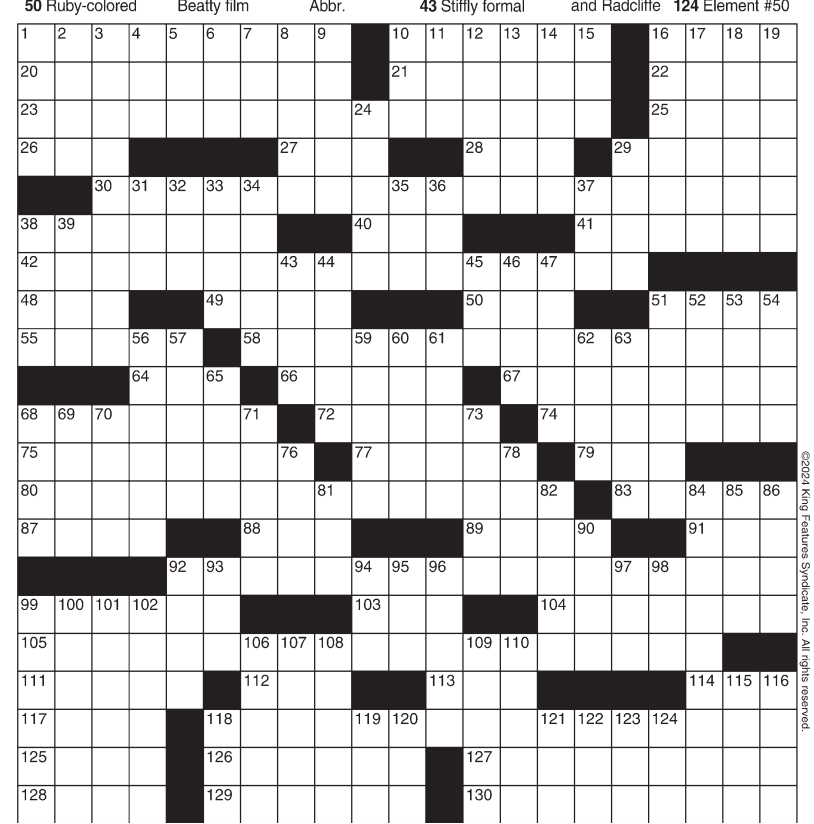 50 Ruby-colored Beatty film Abbr. 43 Stiffly formal and Radcliffe 124 Element #50
1 2 3 4 5 6 7 8 9 10 11 12 13 14 15 16 17 18 19
20 21 22
23 24 25
26 27 28 29
30 31 32 33 34 35 36 37
38 39 40 41
42 43 44 45 46 47
48 49 50 51 52 53 54
55 56 57 58 59 60 61 62 63
64 65 66 67
68 69 70 71 72 73 74
75 76 77 78 79
80 81 82 83 84 85 86
87 88 89 90 91
92 93 94 95 96 97 98
99 100 101 102 103 104
105 106 107 108 109 110
111 112 113 114 115 116
117 118 119 120 121 122 123 124
125 126 127
128 129 130
©2024 King Features Syndicate, Inc. All rights reserved.